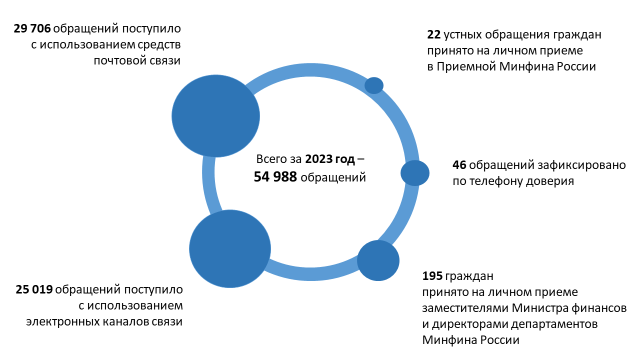 29 706 обращений поступило
с использованием средств
почтовой связи
22 устных обращения граждан
принято на личном приеме
в Приемной Минфина России
Всего за 2023 год –
54 988 обращений
46 обращений зафиксировано
по телефону доверия
25 019 обращений поступило
с использованием
электронных каналов связи
195 граждан
принято на личном приеме
заместителями Министра финансов
и директорами департаментов
Минфина России